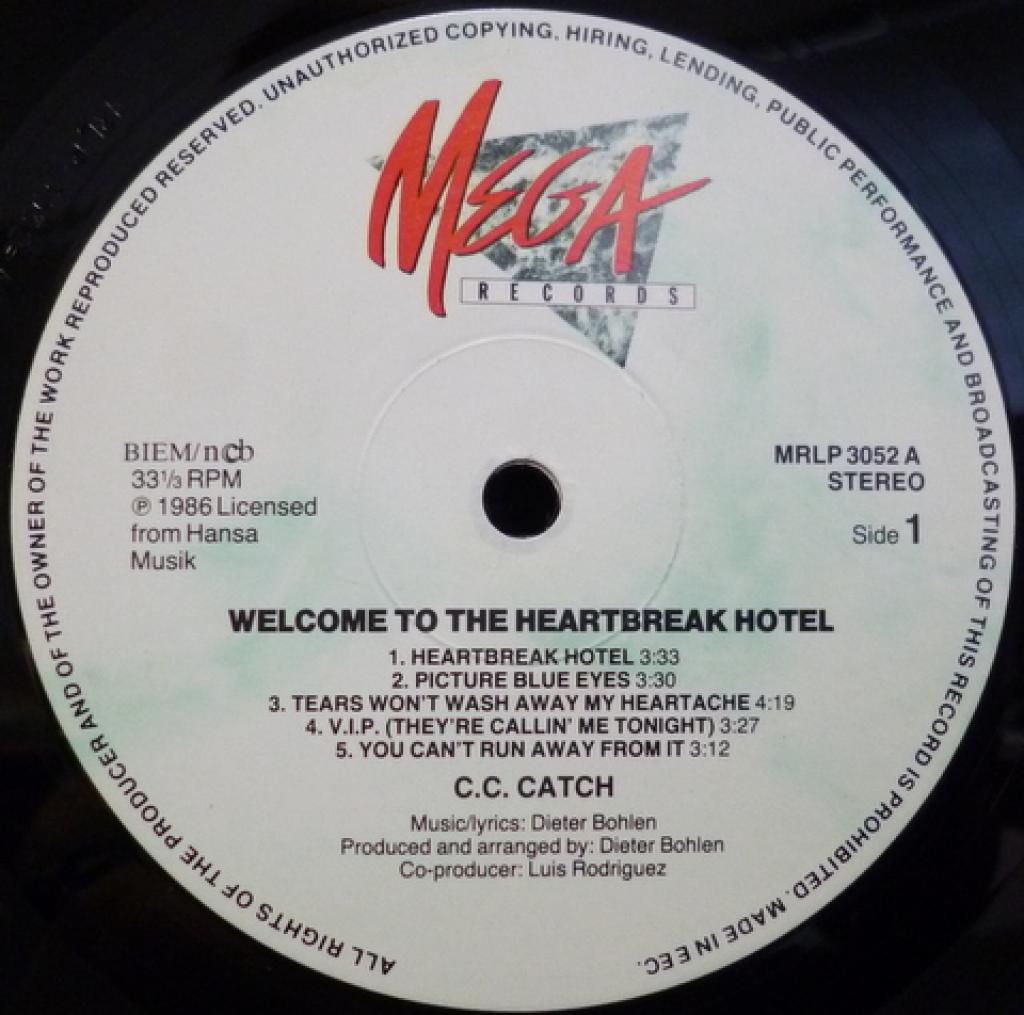 ALL RIGHTS OF THE PRODUCER AND OF THE OWNER OF THE WORK REPRODUCED RESERVED. UNAUTHORIZED COPYING, HIRING, LENDING, PUBLIC PERFORMANCE AND BROADCASTING OF THIS RECORD IS PROHIBITED. MADE IN EEC.
MEGA
RECORDS
BIEM/ncb
33⅓ RPM
℗ 1986 Licensed
from Hansa
Musik
MRLP 3052 A
STEREO
Side 1
WELCOME TO THE HEARTBREAK HOTEL
1. HEARTBREAK HOTEL 3:33
2. PICTURE BLUE EYES 3:30
3. TEARS WON'T WASH AWAY MY HEARTACHE 4:19
4. V.I.P. (THEY'RE CALLIN' ME TONIGHT) 3:27
5. YOU CAN'T RUN AWAY FROM IT 3:12
C.C. CATCH
Music/lyrics: Dieter Bohlen
Produced and arranged by: Dieter Bohlen
Co-producer: Luis Rodriguez